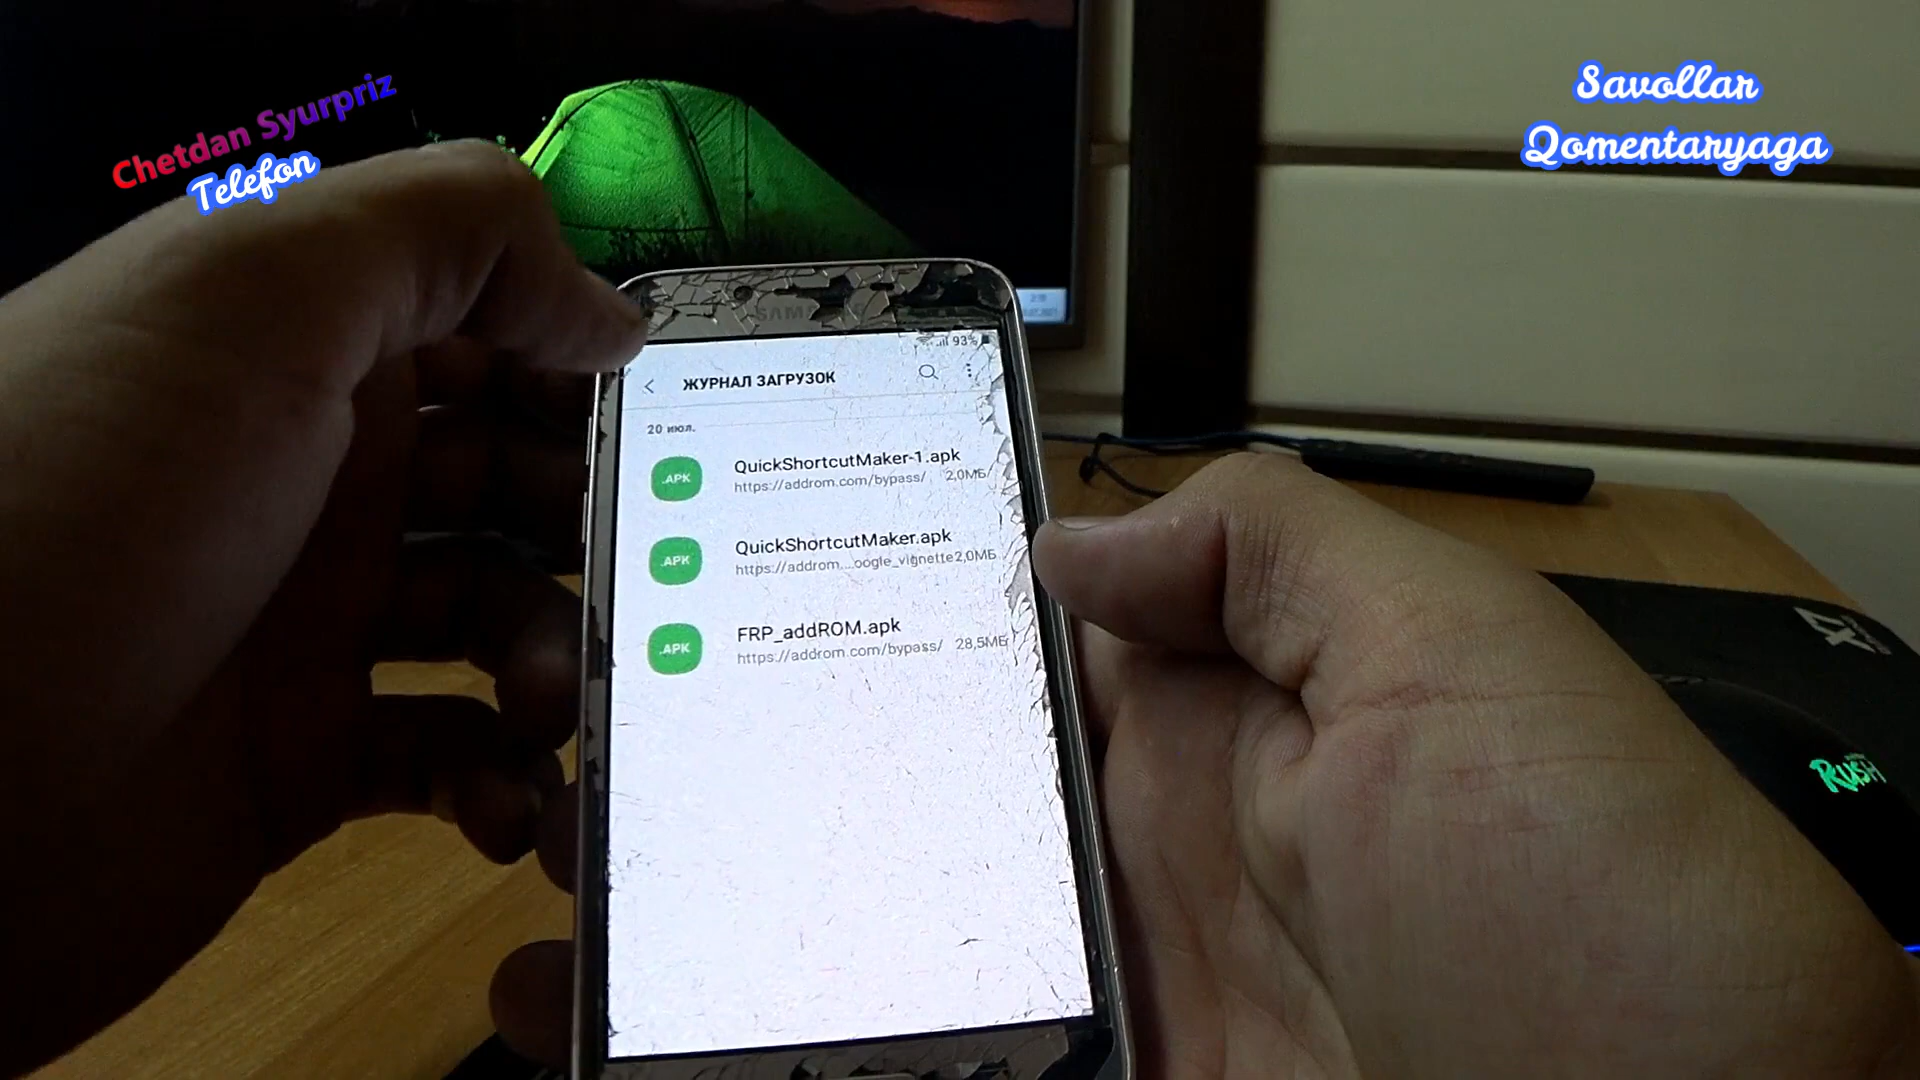 Chetdan Syurpriz
Telefon
Savollar
Qomentaryaga
SAM
93%
ЖУРНАЛ ЗАГРУЗОК
20 июл.
.APK
QuickShortcutMaker-1.apk
https://addrom.com/bypass/ 2,0МБ
.APK
QuickShortcutMaker.apk
https://addrom....oogle_vignette 2,0МБ
.APK
FRP_addROM.apk
https://addrom.com/bypass/ 28,5МБ
RUSH